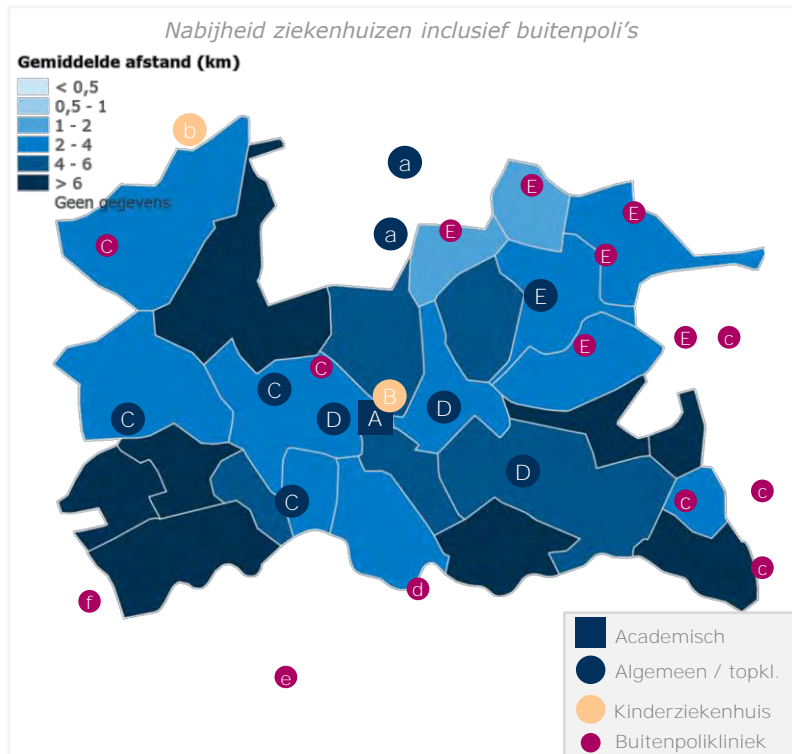 Nabijheid ziekenhuizen inclusief buitenpoli's
Gemiddelde afstand (km)
< 0,5
0,5 - 1
1 - 2
2 - 4
4 - 6
> 6
Geen gegevens
b
a
E
E
C
a
E
E
E
E
E
c
C
C
B
C
D
A
D
D
C
C
c
c
d
f
e
Academisch
Algemeen / topkl.
Kinderziekenhuis
Buitenpolikliniek